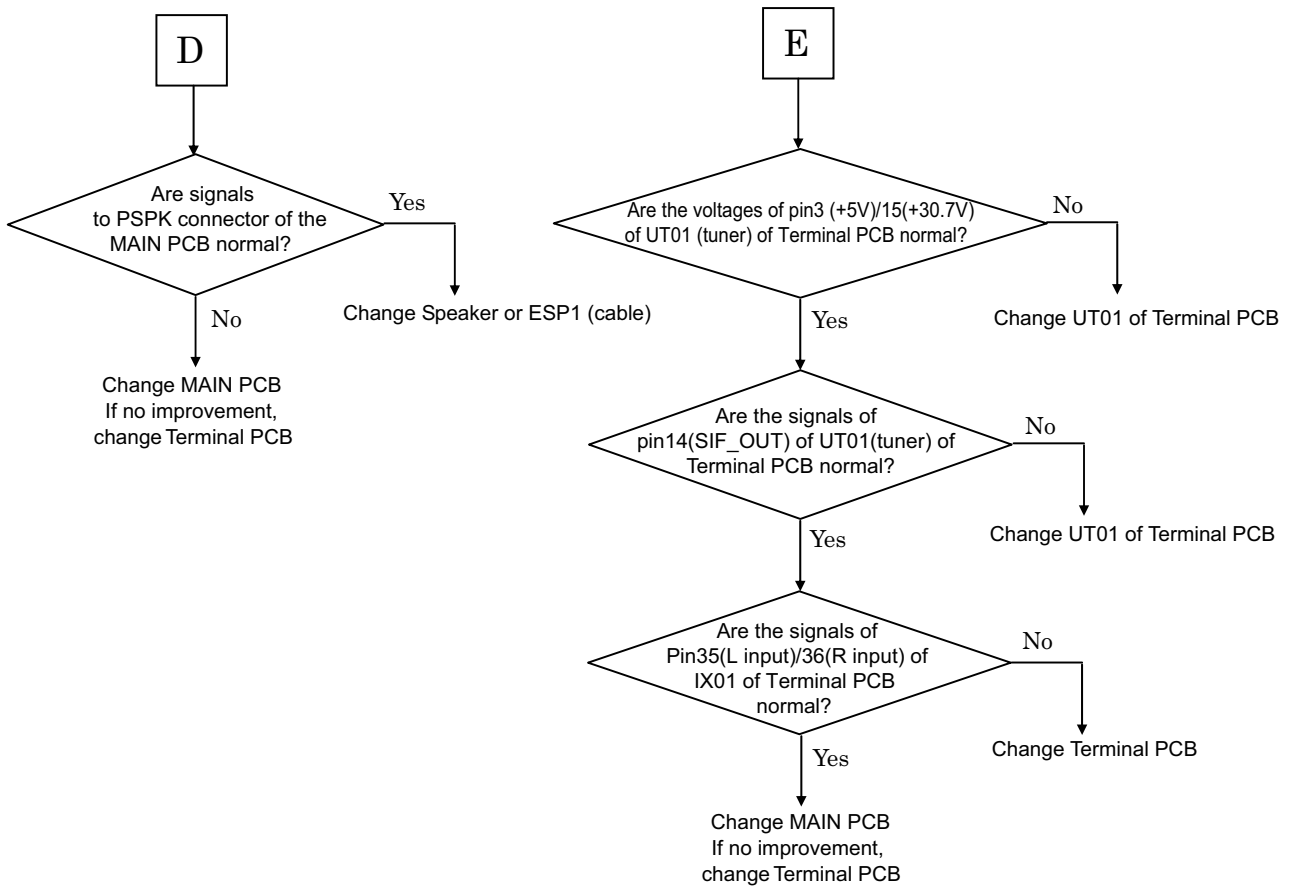 D
Are signals
to PSPK connector of the
MAIN PCB normal?
Yes
Change Speaker or ESP1 (cable)
No
Change MAIN PCB
If no improvement,
change Terminal PCB
E
Are the voltages of pin3 (+5V)/15(+30.7V)
of UT01 (tuner) of Terminal PCB normal?
No
Change UT01 of Terminal PCB
Yes
Are the signals of
pin14(SIF_OUT) of UT01(tuner) of
Terminal PCB normal?
No
Change UT01 of Terminal PCB
Yes
Are the signals of
Pin35(L input)/36(R input) of
IX01 of Terminal PCB
normal?
No
Change Terminal PCB
Yes
Change MAIN PCB
If no improvement,
change Terminal PCB